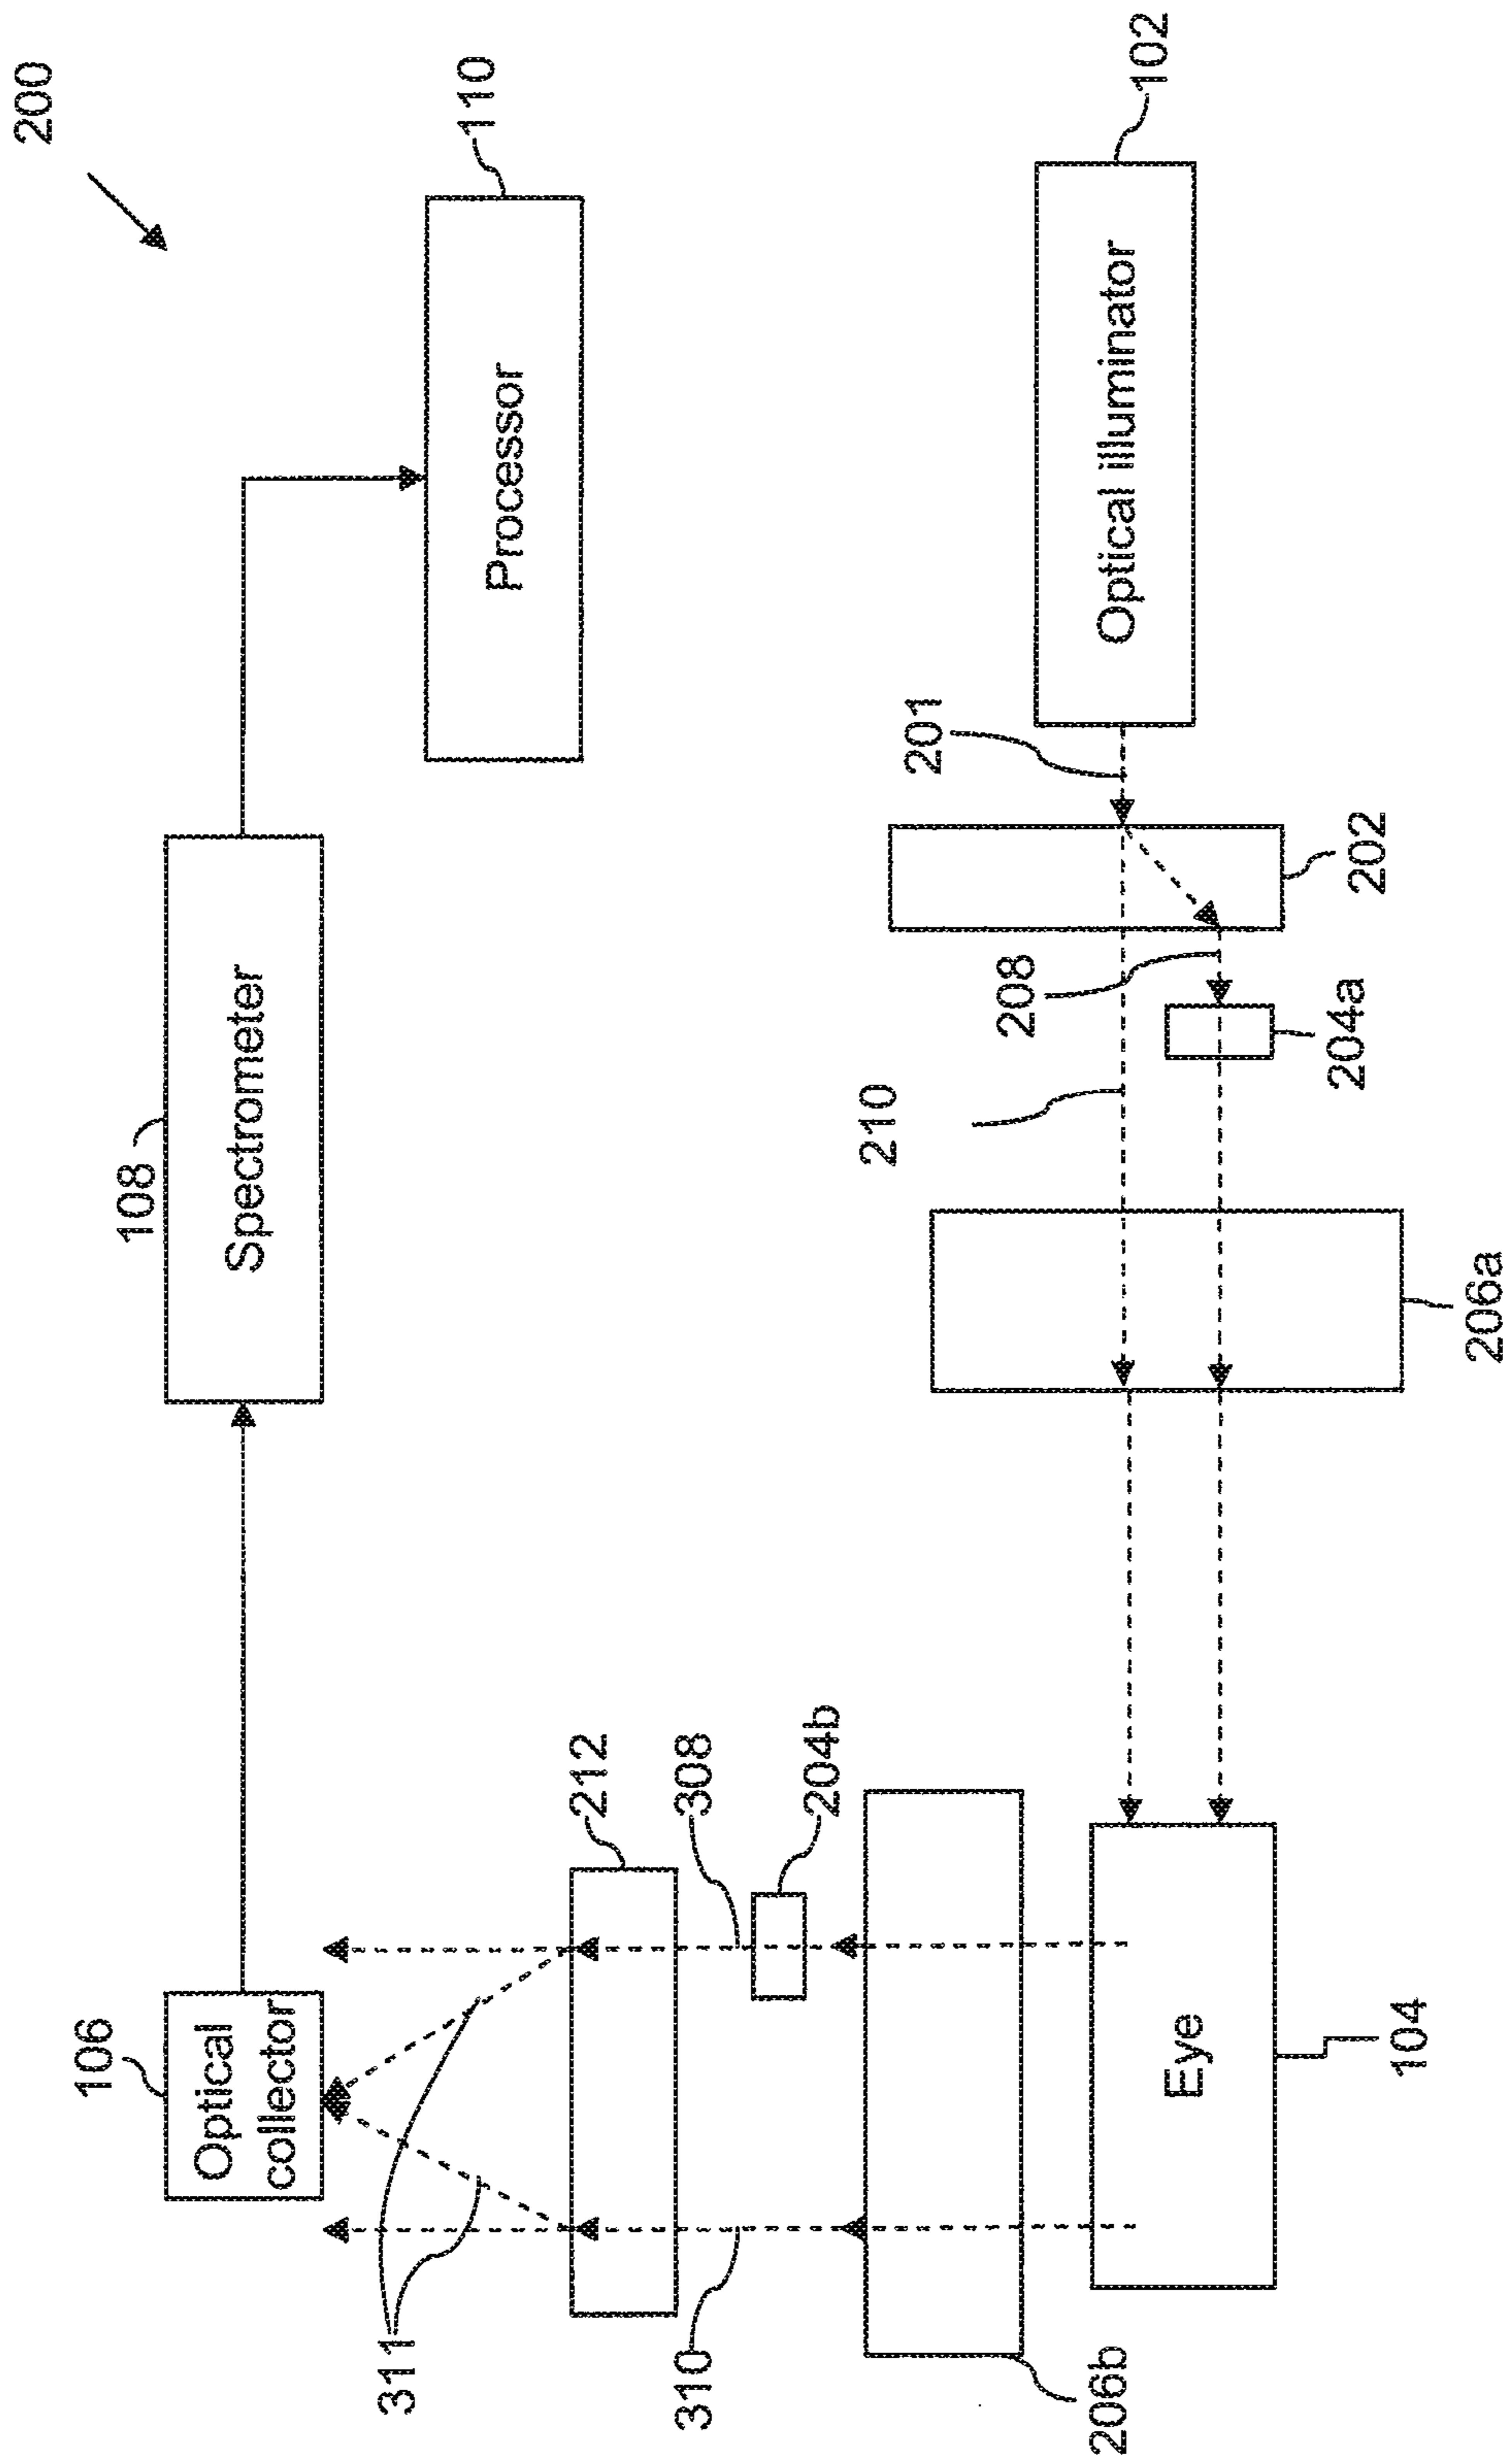 200
106
108
Optical
collector
Spectrometer
311
110
Processor
212
310
308
204b
210
201
208
206b
Optical illuminator
102
Eye
204a
202
104
206a